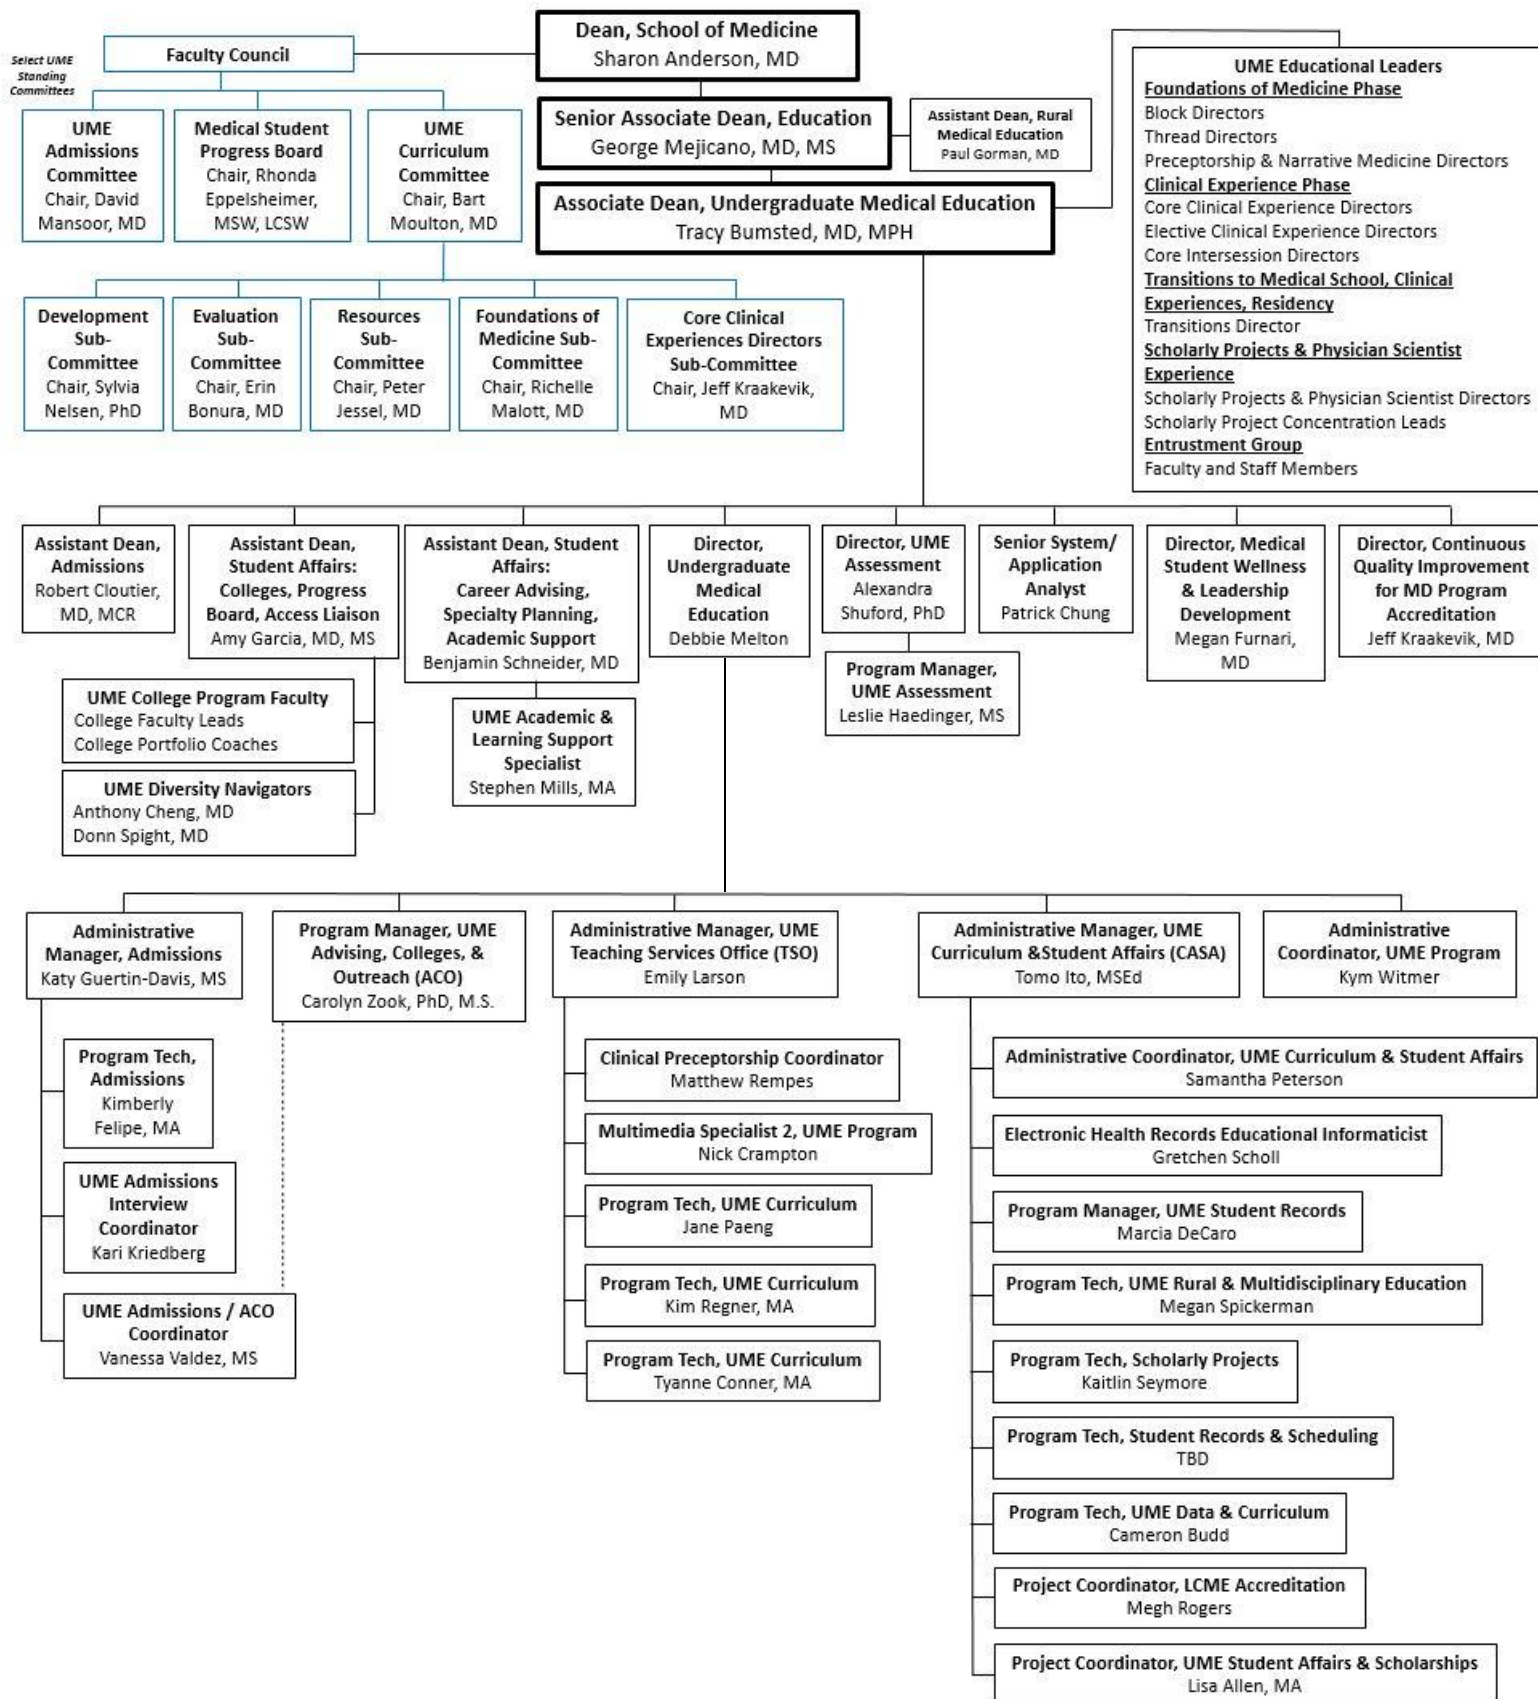 Dean, School of Medicine
Sharon Anderson, MD
Faculty Council
Select UME
Standing
Committees
UME
Admissions
Committee
Chair, David
Mansoor, MD
Medical Student
Progress Board
Chair, Rhonda
Eppelsheimer,
MSW, LCSW
UME
Curriculum
Committee
Chair, Bart
Moulton, MD
Senior Associate Dean, Education
George Mejicano, MD, MS
Assistant Dean, Rural
Medical Education
Paul Gorman, MD
Associate Dean, Undergraduate Medical Education
Tracy Bumsted, MD, MPH
UME Educational Leaders
Foundations of Medicine Phase
Block Directors
Thread Directors
Preceptorship & Narrative Medicine Directors
Clinical Experience Phase
Core Clinical Experience Directors
Elective Clinical Experience Directors
Core Intersession Directors
Transitions to Medical School, Clinical
Experiences, Residency
Transitions Director
Scholarly Projects & Physician Scientist
Experience
Scholarly Projects & Physician Scientist Directors
Scholarly Project Concentration Leads
Entrustment Group
Faculty and Staff Members
Development
Sub-
Committee
Chair, Sylvia
Nelsen, PhD
Evaluation
Sub-
Committee
Chair, Erin
Bonura, MD
Resources
Sub-
Committee
Chair, Peter
Jessel, MD
Foundations of
Medicine Sub-
Committee
Chair, Richelle
Malott, MD
Core Clinical
Experiences Directors
Sub-Committee
Chair, Jeff Kraakevik,
MD
Assistant Dean,
Admissions
Robert Cloutier,
MD, MCR
Assistant Dean,
Student Affairs:
Colleges, Progress
Board, Access Liaison
Amy Garcia, MD, MS
Assistant Dean, Student
Affairs:
Career Advising,
Specialty Planning,
Academic Support
Benjamin Schneider, MD
Director,
Undergraduate
Medical
Education
Debbie Melton
Director, UME
Assessment
Alexandra
Shuford, PhD
Senior System/
Application
Analyst
Patrick Chung
Director, Medical
Student Wellness
& Leadership
Development
Megan Furnari,
MD
Director, Continuous
Quality Improvement
for MD Program
Accreditation
Jeff Kraakevik, MD
UME College Program Faculty
College Faculty Leads
College Portfolio Coaches
UME Diversity Navigators
Anthony Cheng, MD
Donn Spight, MD
UME Academic &
Learning Support
Specialist
Stephen Mills, MA
Program Manager,
UME Assessment
Leslie Haedinger, MS
Administrative
Manager, Admissions
Katy Guertin-Davis, MS
Program Manager, UME
Advising, Colleges, &
Outreach (ACO)
Carolyn Zook, PhD, M.S.
Administrative Manager, UME
Teaching Services Office (TSO)
Emily Larson
Administrative Manager, UME
Curriculum &Student Affairs (CASA)
Tomo Ito, MSEd
Administrative
Coordinator, UME Program
Kym Witmer
Program Tech,
Admissions
Kimberly
Felipe, MA
UME Admissions
Interview
Coordinator
Kari Kriedberg
UME Admissions / ACO
Coordinator
Vanessa Valdez, MS
Clinical Preceptorship Coordinator
Matthew Rempes
Multimedia Specialist 2, UME Program
Nick Crampton
Program Tech, UME Curriculum
Jane Paeng
Program Tech, UME Curriculum
Kim Regner, MA
Program Tech, UME Curriculum
Tyanne Conner, MA
Administrative Coordinator, UME Curriculum & Student Affairs
Samantha Peterson
Electronic Health Records Educational Informaticist
Gretchen Scholl
Program Manager, UME Student Records
Marcia DeCaro
Program Tech, UME Rural & Multidisciplinary Education
Megan Spickerman
Program Tech, Scholarly Projects
Kaitlin Seymore
Program Tech, Student Records & Scheduling
TBD
Program Tech, UME Data & Curriculum
Cameron Budd
Project Coordinator, LCME Accreditation
Megh Rogers
Project Coordinator, UME Student Affairs & Scholarships
Lisa Allen, MA